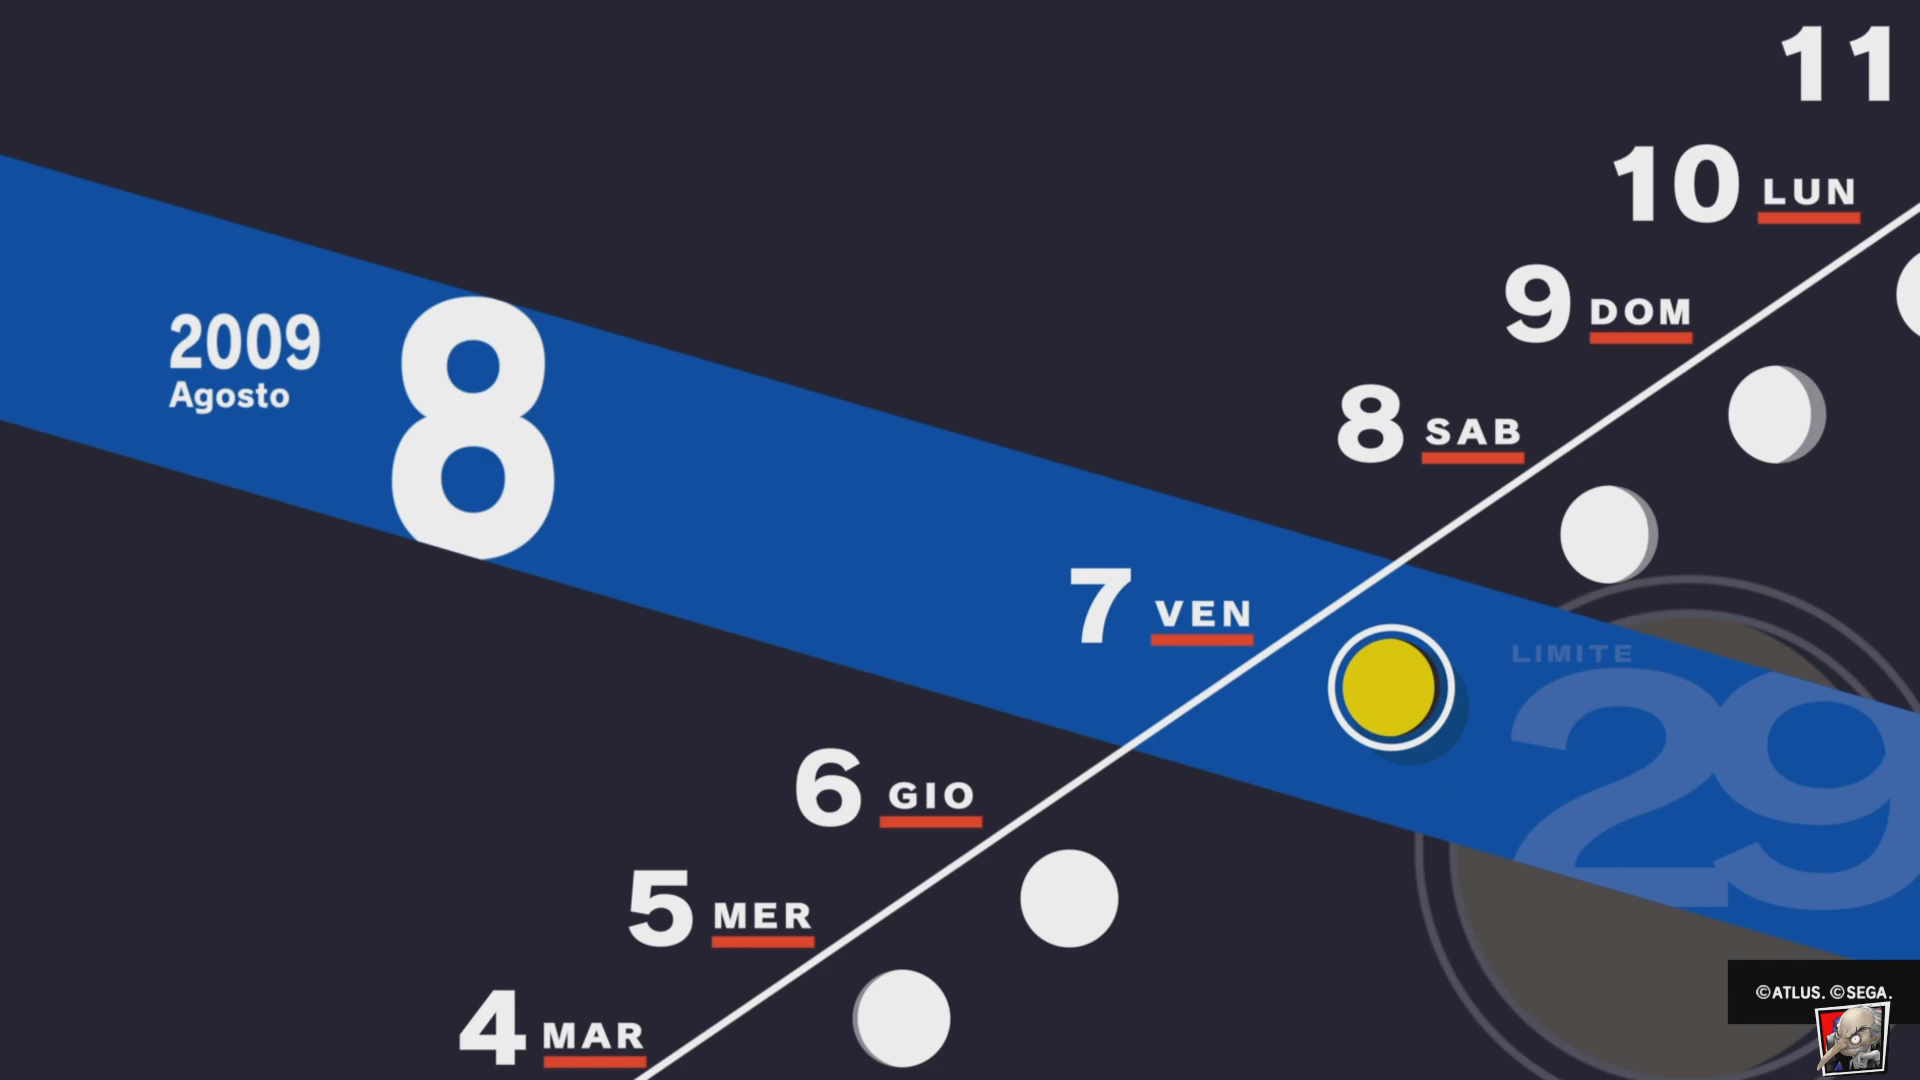 11
10 LUN
9 DOM
8 SAB
2009
Agosto
8
7 VEN
LIMITE
29
6 GIO
5 MER
4 MAR
©ATLUS. ©SEGA.